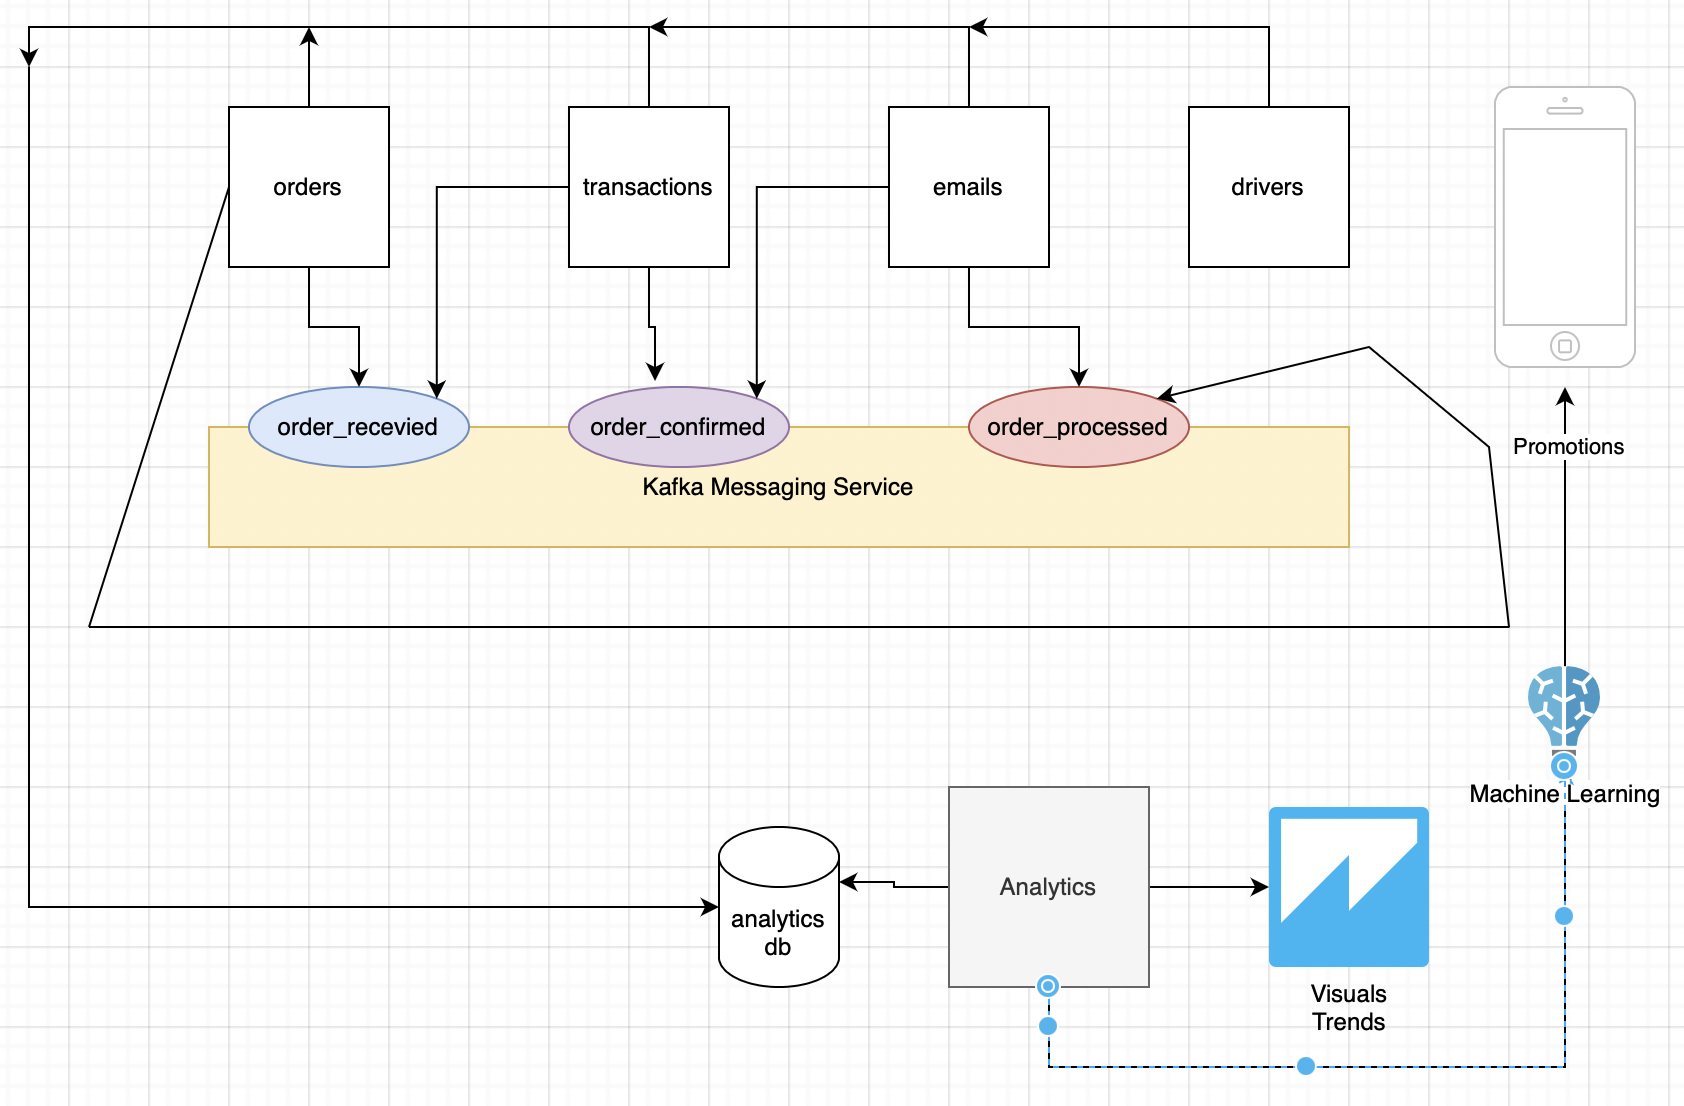 orders
transactions
emails
drivers
order_recevied
order_confirmed
order_processed
Promotions
Kafka Messaging Service
Machine Learning
analytics
db
Analytics
Visuals
Trends